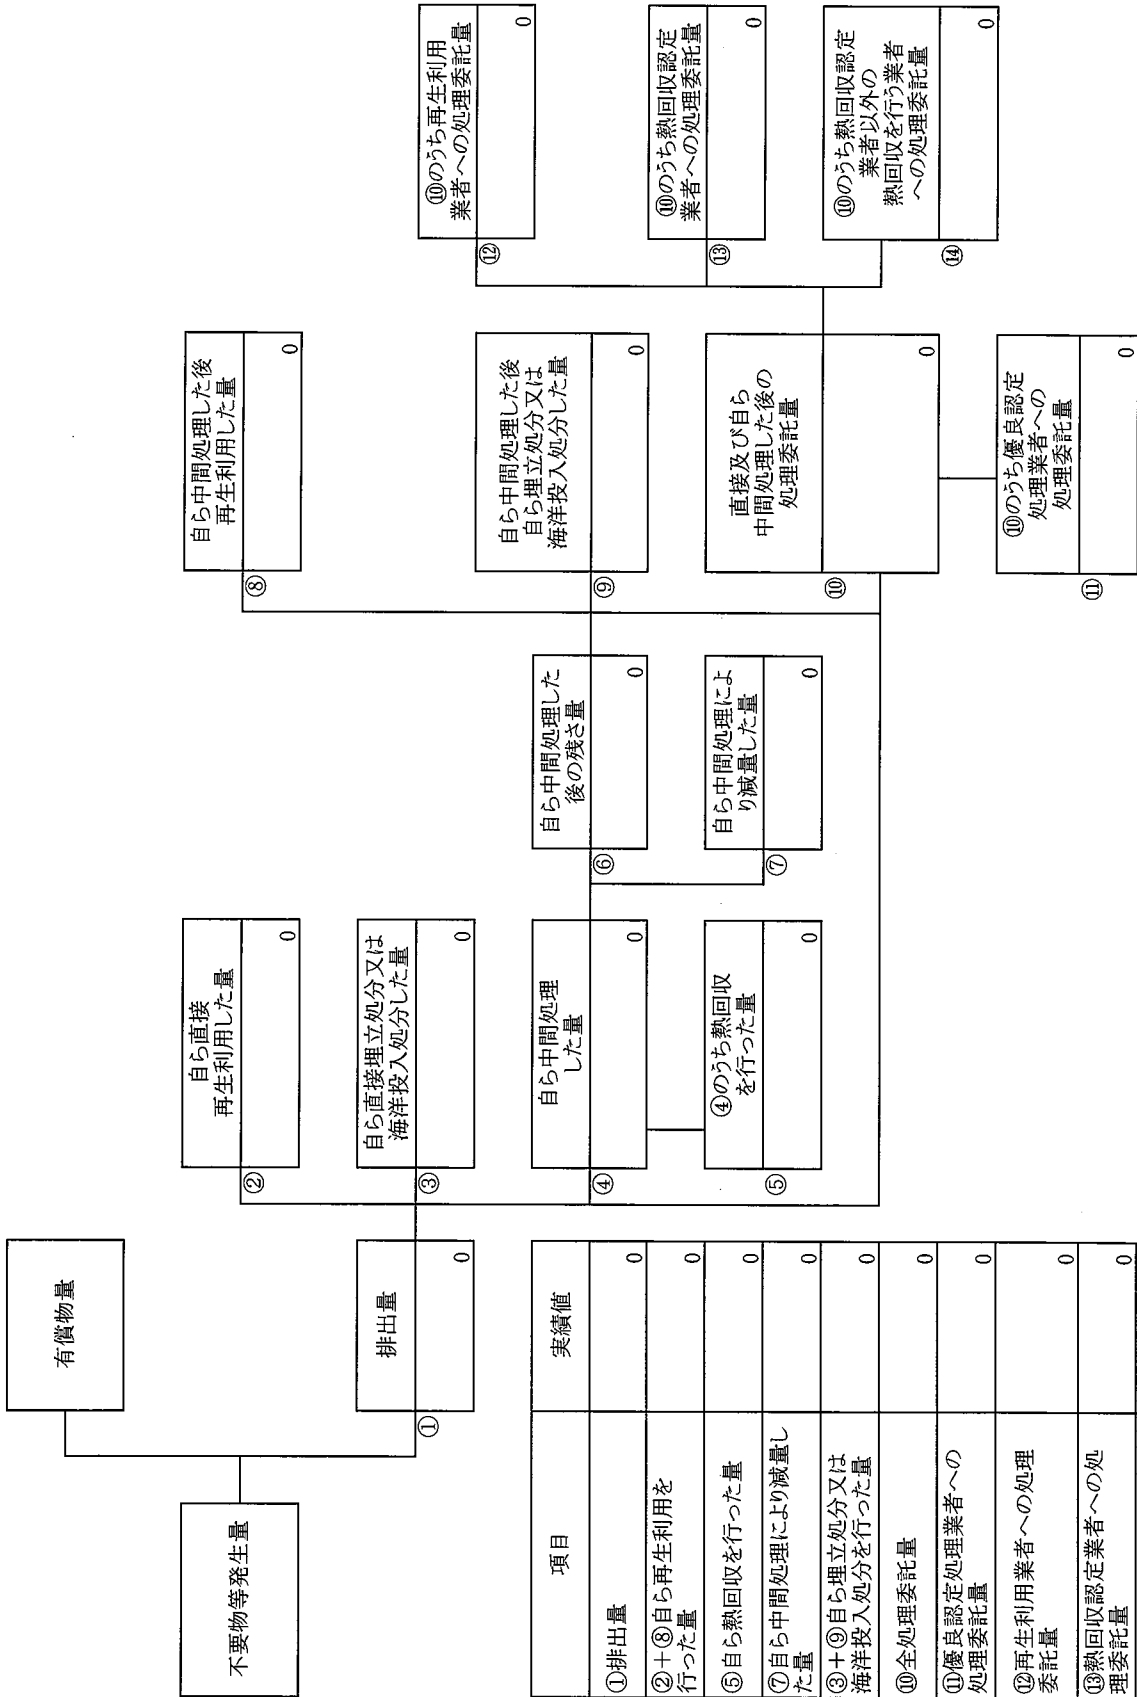 不要物等発生量
有償物量
排出量
①
0
自ら直接
再生利用した量
②
0
自ら直接埋立処分又は
海洋投入処分した量
③
0
自ら中間処理
した量
④
0
④のうち熱回収
を行った量
⑤
0
自ら中間処理した
後の残さ量
⑥
0
自ら中間処理によ
り減量した量
⑦
0
自ら中間処理した後
再生利用した量
⑧
0
自ら中間処理した後
自ら埋立処分又は
海洋投入処分した量
⑨
0
直接及び自ら
中間処理した後の
処理委託量
⑩
0
⑩のうち優良認定
処理業者への
処理委託量
⑪
0
⑩のうち再生利用
業者への処理委託量
⑫
0
⑩のうち熱回収認定
業者への処理委託量
⑬
0
⑩のうち熱回収認定
業者以外の
熱回収を行う業者
への処理委託量
⑭
0
項目 実績値
①排出量 0
②+⑧自ら再生利用を
行った量 0
⑤自ら熱回収を行った量 0
⑦自ら中間処理により減量し
た量 0
③+⑨自ら埋立処分又は
海洋投入処分を行った量 0
⑩全処理委託量 0
⑪優良認定処理業者への
処理委託量 0
⑫再生利用業者への処理
委託量 0
⑬熱回収認定業者への処
理委託量 0